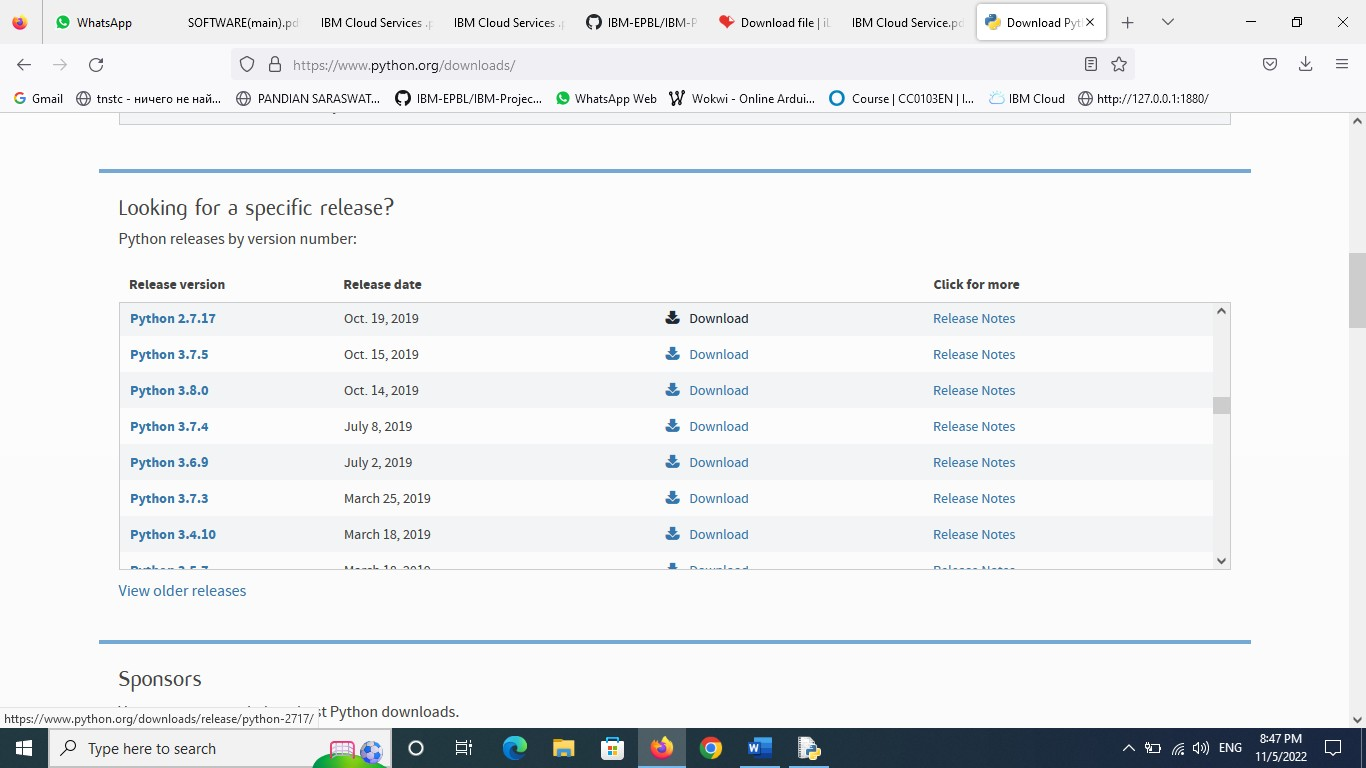 WhatsApp SOFTWARE(main).pd IBM Cloud Services .p IBM Cloud Services .p IBM-EPBL/IBM-P Download file | iL IBM Cloud Service.pd Download Pyt
https://www.python.org/downloads/
Gmail tnstc - ничего не най... PANDIAN SARASWAT... IBM-EPBL/IBM-Projec... WhatsApp Web Wokwi - Online Ardui... Course | CC0103EN | I... IBM Cloud http://127.0.0.1:1880/
Looking for a specific release?
Python releases by version number:
Release version Release date Click for more
Python 2.7.17 Oct. 19, 2019 Download Release Notes
Python 3.7.5 Oct. 15, 2019 Download Release Notes
Python 3.8.0 Oct. 14, 2019 Download Release Notes
Python 3.7.4 July 8, 2019 Download Release Notes
Python 3.6.9 July 2, 2019 Download Release Notes
Python 3.7.3 March 25, 2019 Download Release Notes
Python 3.4.10 March 18, 2019 Download Release Notes
View older releases
Sponsors
Python downloads.
https://www.python.org/downloads/release/python-2717/
Type here to search
ENG
8:47 PM
11/5/2022